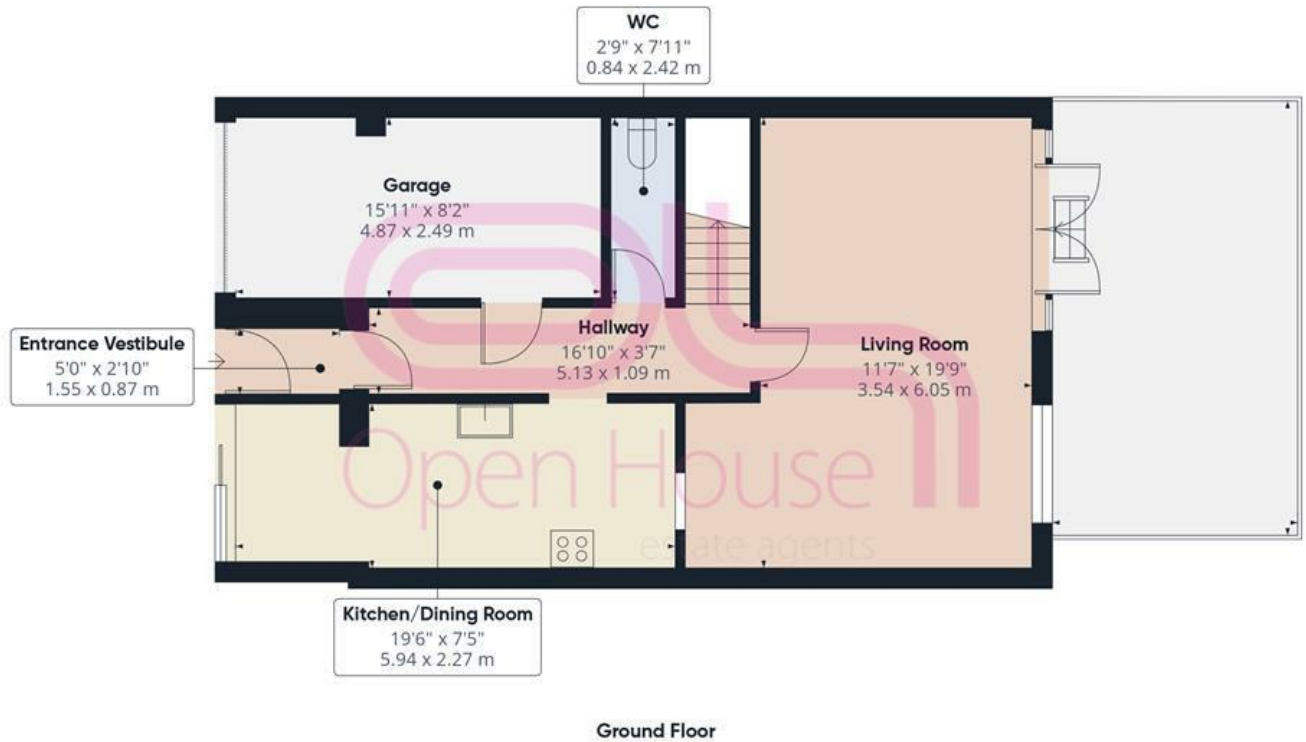 WC
2'9" x 7'11"
0.84 x 2.42 m
Garage
15'11" x 8'2"
4.87 x 2.49 m
Entrance Vestibule
5'0" x 2'10"
1.55 x 0.87 m
Hallway
16'10" x 3'7"
5.13 x 1.09 m
Living Room
11'7" x 19'9"
3.54 x 6.05 m
Open House
estate agents
Kitchen/Dining Room
19'6" x 7'5"
5.94 x 2.27 m
Ground Floor